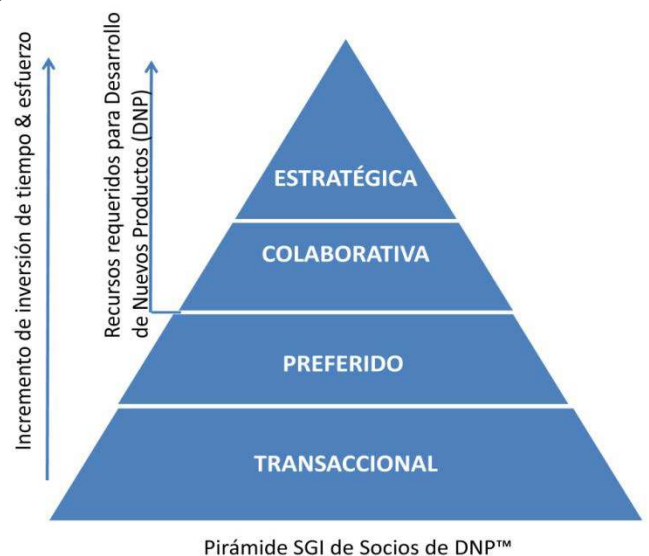 Incremento de inversión de tiempo & esfuerzo
Recursos requeridos para Desarrollo
de Nuevos Productos (DNP)
ESTRATÉGICA
COLABORATIVA
PREFERIDO
TRANSACCIONAL
Pirámide SGI de Socios de DNP™